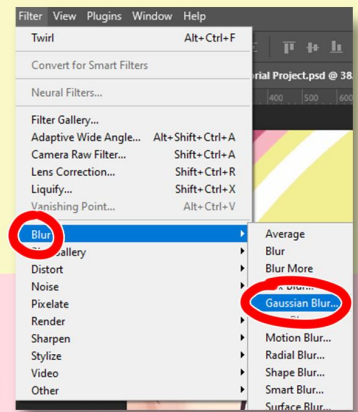 Filter View Plugins Window Help
Twirl Alt+Ctrl+F
Convert for Smart Filters
Neural Filters...
Filter Gallery...
Adaptive Wide Angle... Alt+Shift+Ctrl+A
Camera Raw Filter... Shift+Ctrl+A
Lens Correction... Shift+Ctrl+R
Liquify... Shift+Ctrl+X
Vanishing Point... Alt+Ctrl+V
Blur
Distort
Noise
Pixelate
Render
Sharpen
Stylize
Video
Other
rial Project.psd @ 38.
400 500 600
Average
Blur
Blur More
Gaussian Blur...
Motion Blur...
Radial Blur...
Shape Blur...
Smart Blur...
Surface Blur...